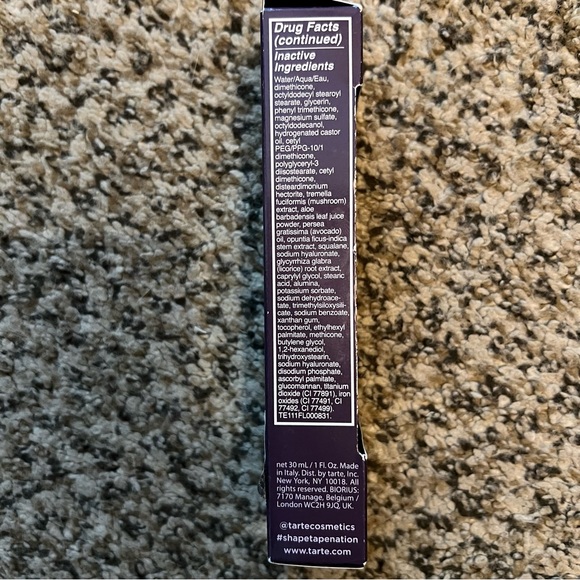 Drug Facts
(continued)
Inactive
Ingredients
Water/Aqua/Eau,
dimethicone,
octyldodecyl stearoyl
stearate, glycerin,
phenyl trimethicone,
magnesium sulfate,
octyldodecanol,
hydrogenated castor
oil, cetyl
PEG/PPG-10/1
dimethicone,
polyglyceryl-3
diisostearate, cetyl
dimethicone,
disteardimonium
hectorite, tremella
fuciformis (mushroom)
extract, aloe
barbadensis leaf juice
powder, persea
gratissima (avocado)
oil, opuntia ficus-indica
stem extract, squalane,
sodium hyaluronate,
glycyrrhiza glabra
(licorice) root extract,
caprylyl glycol, stearic
acid, alumina,
potassium sorbate,
sodium dehydroace-
tate, trimethylsiloxysili-
cate, sodium benzoate,
xanthan gum,
tocopherol, ethylhexyl
palmitate, methicone,
butylene glycol,
1,2-hexanediol,
trihydroxystearin,
sodium hyaluronate,
disodium phosphate,
ascorbyl palmitate,
glucomannan, titanium
dioxide (CI 77891), iron
oxides (CI 77491, CI
77492, CI 77499).
TE111FL000831.
net 30 mL / 1 Fl. Oz. Made
in Italy. Dist. by tarte, Inc.
New York, NY 10018. All
rights reserved. BIORIUS:
7170 Manage, Belgium /
London WC2H 9JQ, UK.
@tartecosmetics
#shapetapenation
www.tarte.com